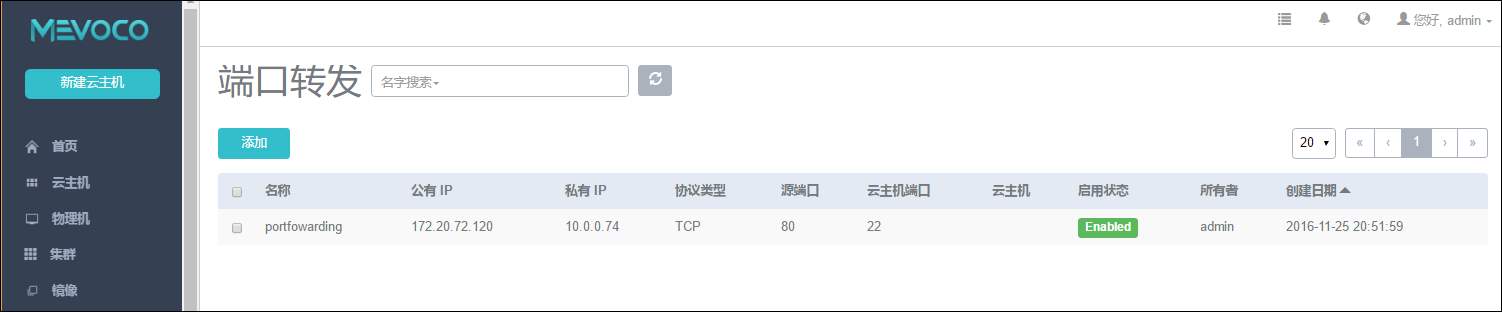 MEVOCO
您好, admin
新建云主机
端口转发
名字搜索
添加
20
« ‹ 1 › »
首页
云主机
物理机
集群
镜像
名称 公有 IP 私有 IP 协议类型 源端口 云主机端口 云主机 启用状态 所有者 创建日期
portfowarding 172.20.72.120 10.0.0.74 TCP 80 22 Enabled admin 2016-11-25 20:51:59